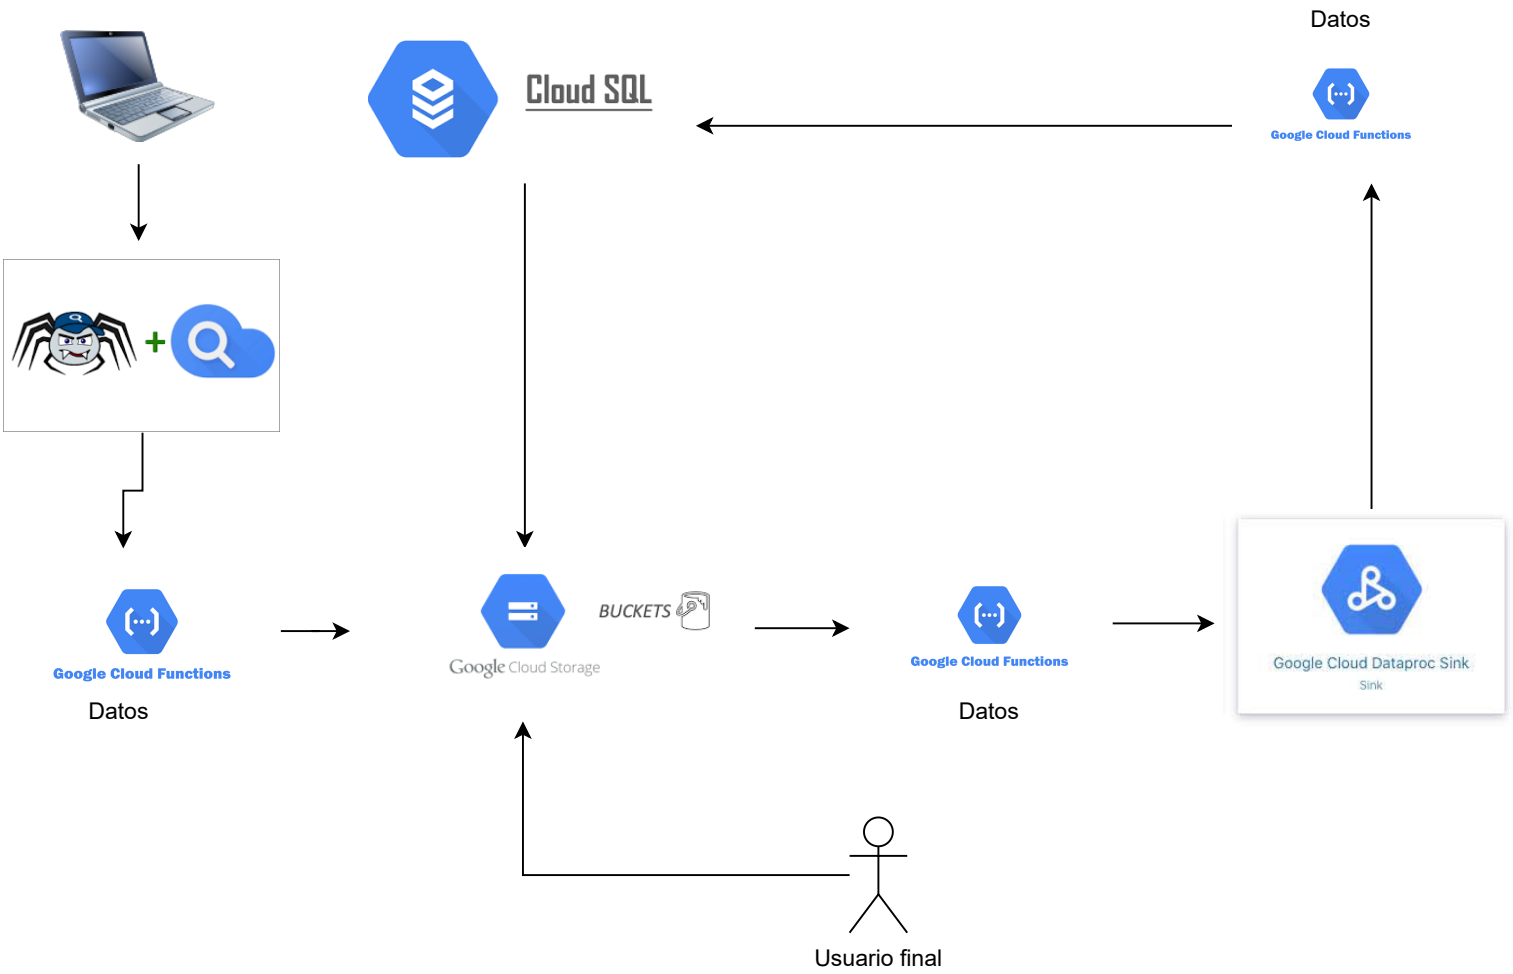 Datos
Cloud SQL
Google Cloud Functions
BUCKETS
Google Cloud Storage
Google Cloud Functions
Datos
Google Cloud Functions
Datos
Google Cloud Dataproc Sink
Sink
Usuario final